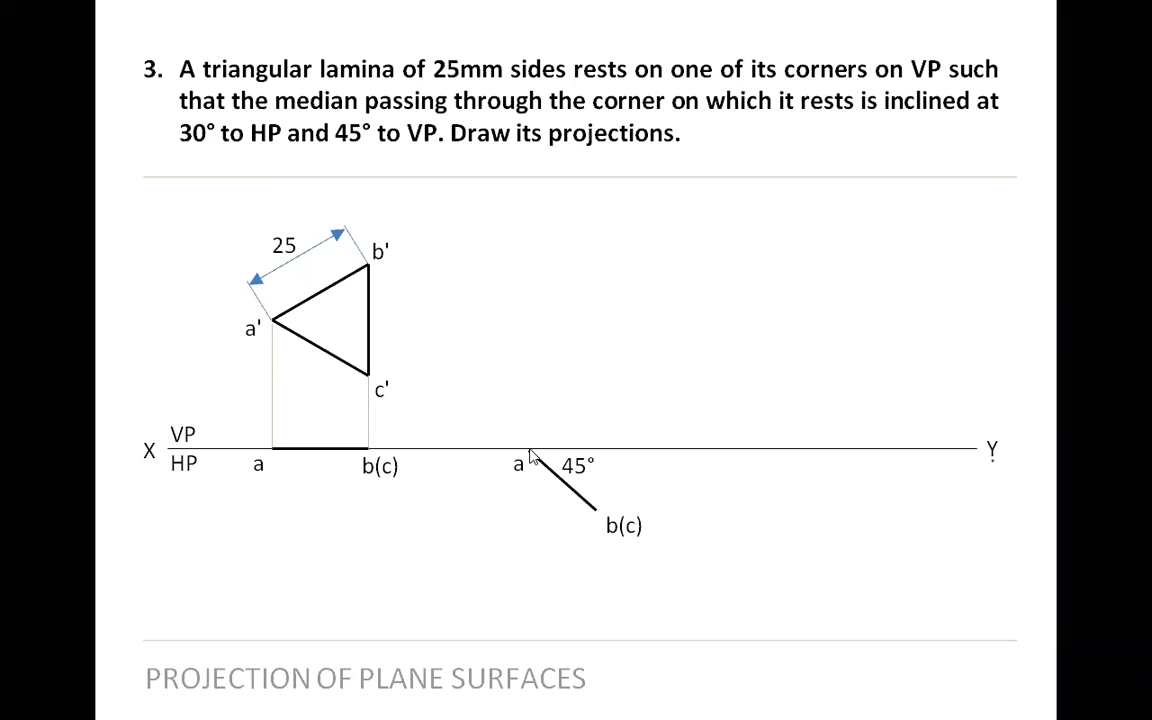 3. A triangular lamina of 25mm sides rests on one of its corners on VP such
that the median passing through the corner on which it rests is inclined at
30° to HP and 45° to VP. Draw its projections.
25
b'
a'
c'
X
VP
HP
Y
a
b(c)
a
45°
b(c)
PROJECTION OF PLANE SURFACES